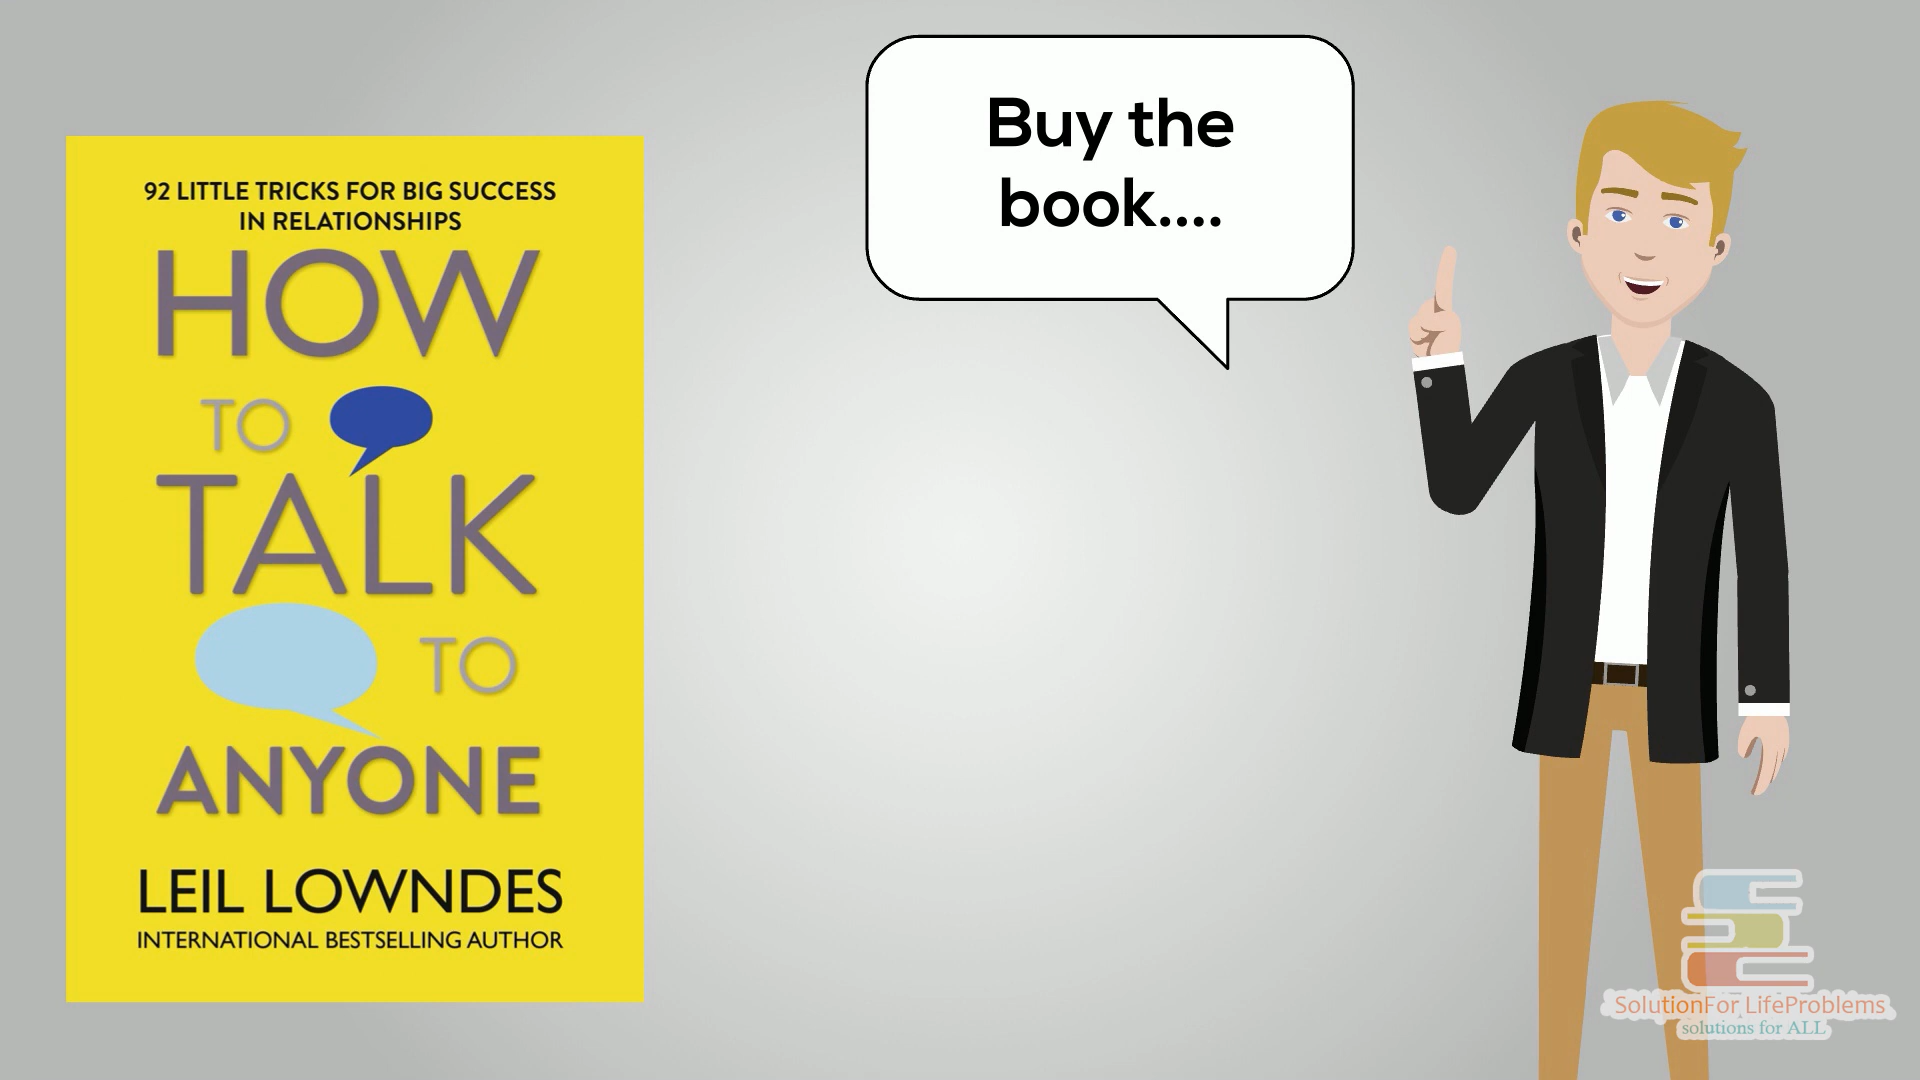 92 LITTLE TRICKS FOR BIG SUCCESS
IN RELATIONSHIPS
HOW
TO
TALK
TO
ANYONE
LEIL LOWNDES
INTERNATIONAL BESTSELLING AUTHOR
Buy the
book....
SolutionFor LifeProblems
solutions for ALL